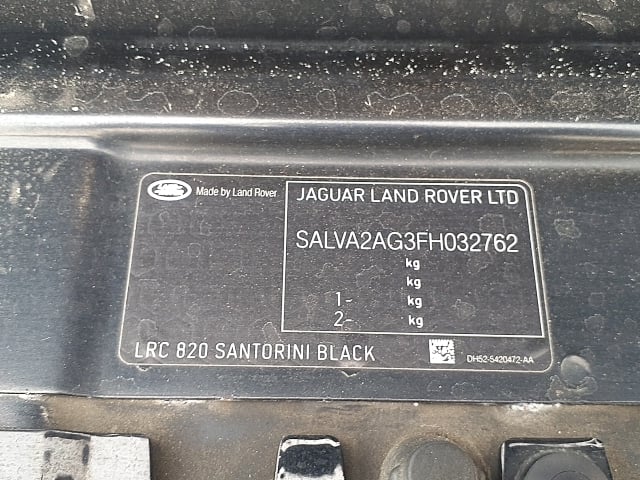 Made by Land Rover
JAGUAR LAND ROVER LTD
SALVA2AG3FH032762
kg
kg
1- kg
2- kg
LRC 820 SANTORINI BLACK
DH52-5420472-AA